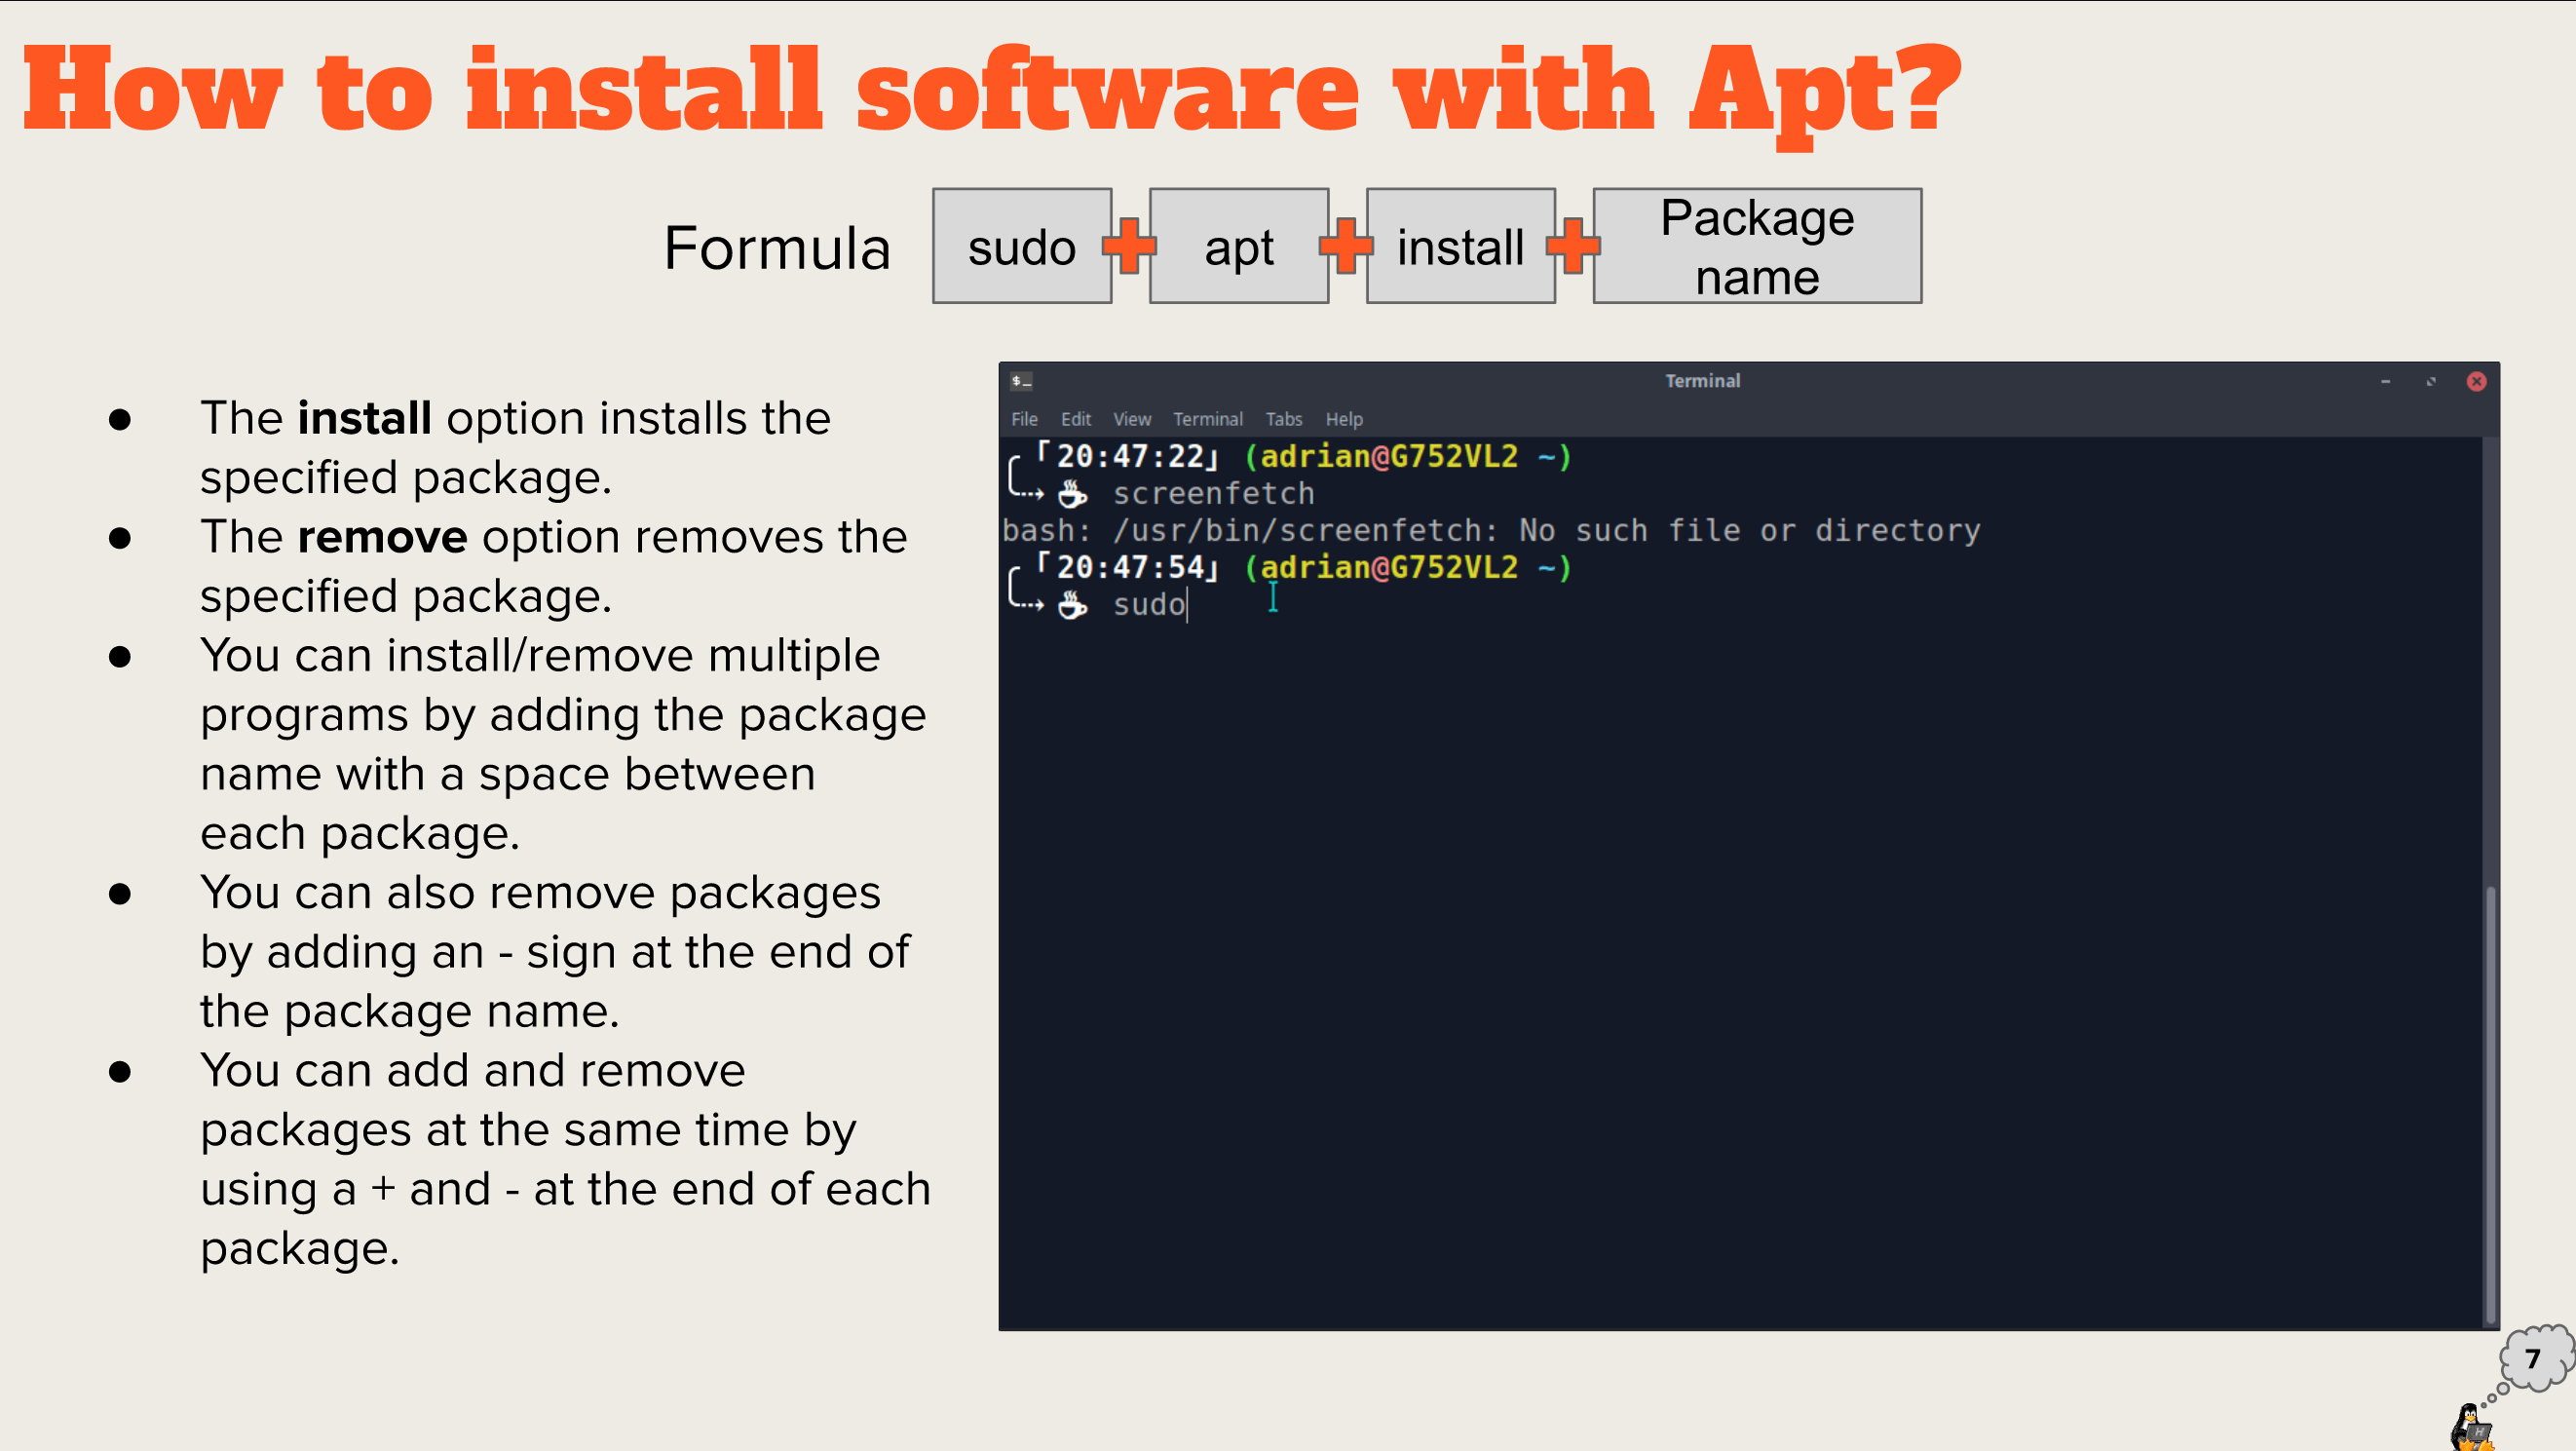 How to install software with Apt?
Formula
sudo
apt
install
Package
name
● The install option installs the
specified package.
● The remove option removes the
specified package.
● You can install/remove multiple
programs by adding the package
name with a space between
each package.
● You can also remove packages
by adding an - sign at the end of
the package name.
● You can add and remove
packages at the same time by
using a + and - at the end of each
package.
$_ Terminal
File Edit View Terminal Tabs Help
╭─「20:47:22」 (adrian@G752VL2 ~)
╰┈➤ ☕ screenfetch
bash: /usr/bin/screenfetch: No such file or directory
╭─「20:47:54」 (adrian@G752VL2 ~)
╰┈➤ ☕ sudo
7